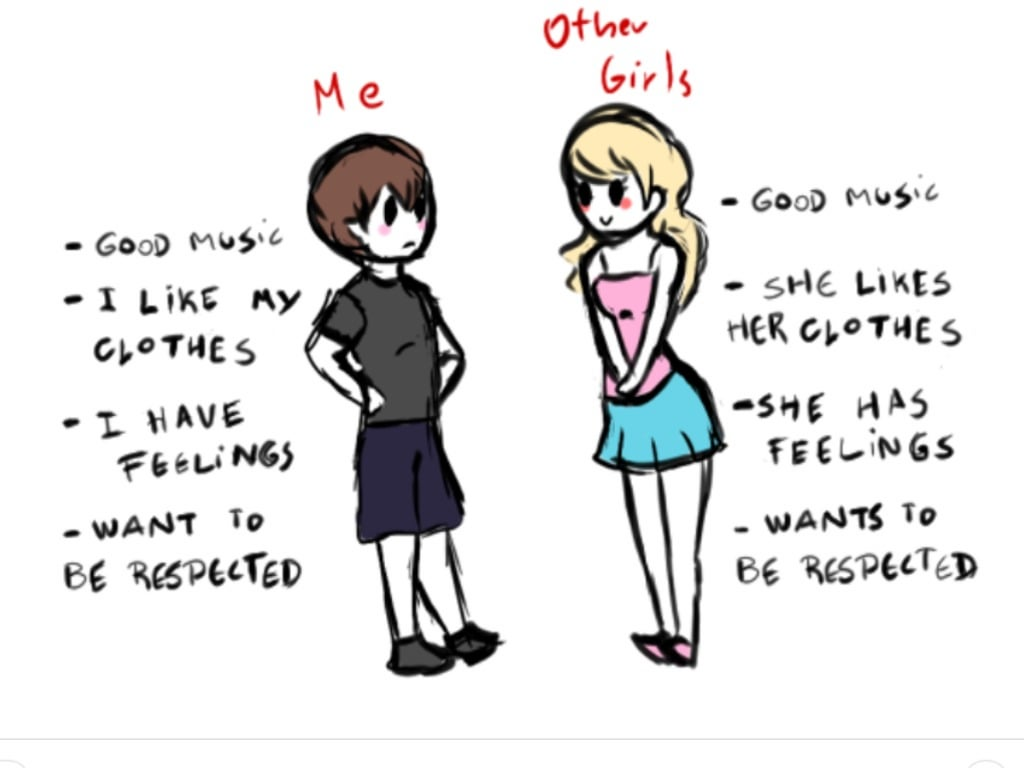 Me
Other
Girls
- GOOD MUSIC
- I LIKE MY
CLOTHES
- I HAVE
FEELINGS
- WANT TO
BE RESPECTED
- GOOD MUSIC
- SHE LIKES
HER CLOTHES
- SHE HAS
FEELINGS
- WANTS TO
BE RESPECTED